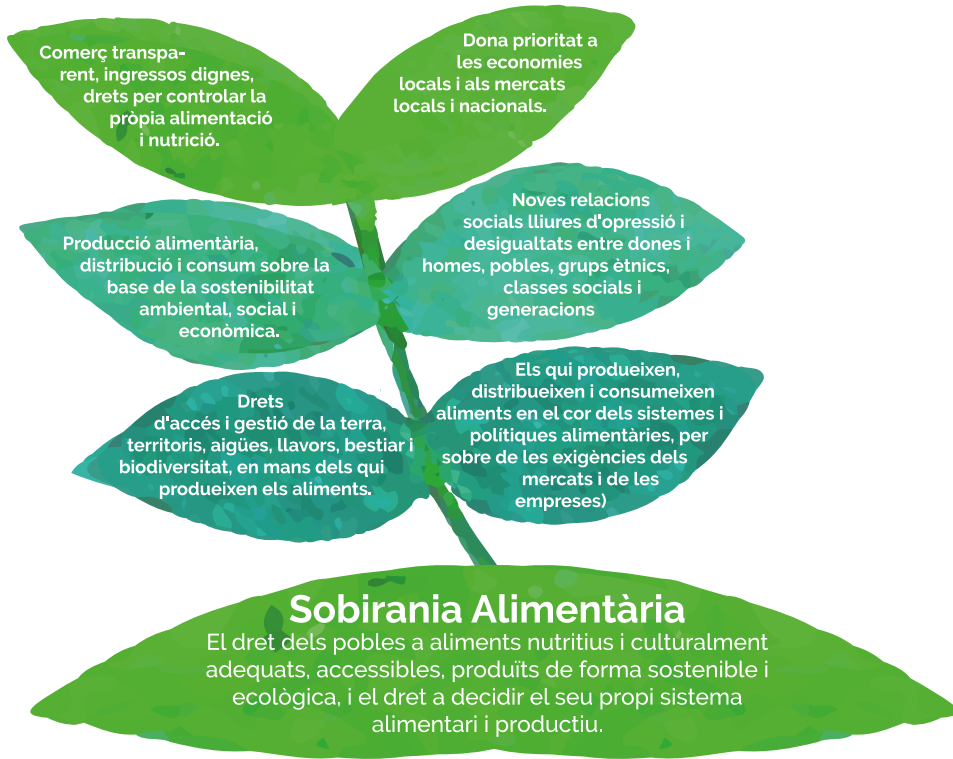 Comerç transpa-
rent, ingressos dignes,
drets per controlar la
pròpia alimentació
i nutrició.
Dona prioritat a
les economies
locals i als mercats
locals i nacionals.
Producció alimentària,
distribució i consum sobre la
base de la sostenibilitat
ambiental, social i
econòmica.
Noves relacions
socials lliures d'opressió i
desigualtats entre dones i
homes, pobles, grups ètnics,
classes socials i
generacions
Drets
d'accés i gestió de la terra,
territoris, aigües, llavors, bestiar i
biodiversitat, en mans dels qui
produeixen els aliments.
Els qui produeixen,
distribueixen i consumeixen
aliments en el cor dels sistemes i
polítiques alimentàries, per
sobre de les exigències dels
mercats i de les
empreses)
Sobirania Alimentària
El dret dels pobles a aliments nutritius i culturalment
adequats, accessibles, produïts de forma sostenible i
ecològica, i el dret a decidir el seu propi sistema
alimentari i productiu.